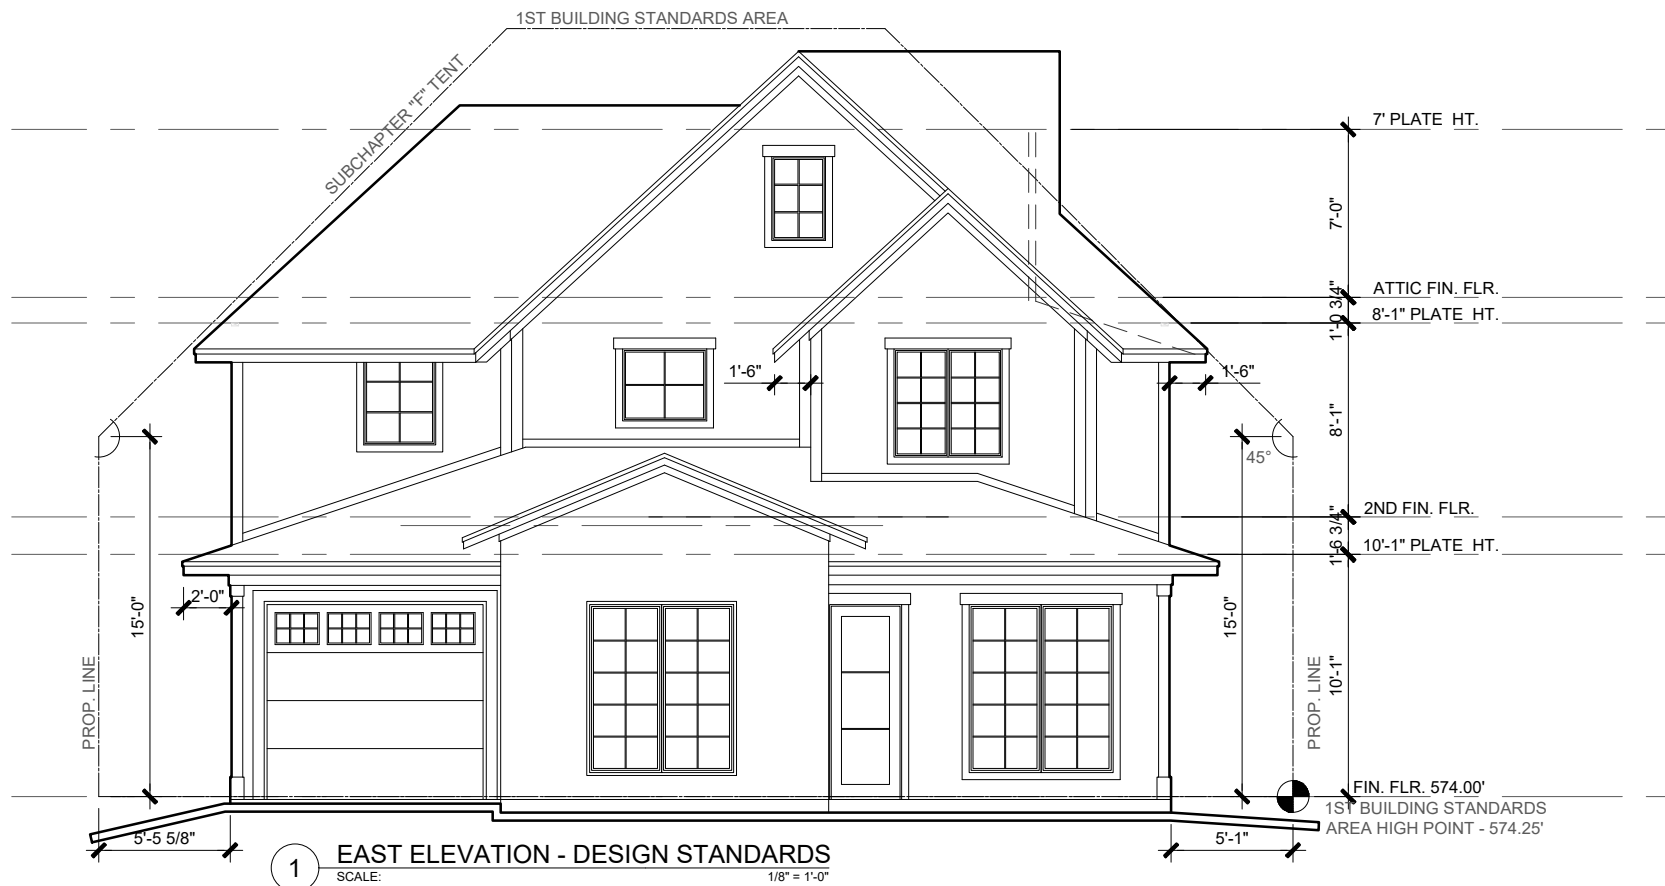 1ST BUILDING STANDARDS AREA
SUBCHAPTER "F" TENT
7' PLATE HT.
7'-0"
ATTIC FIN. FLR.
1'-0 3/4"
8'-1" PLATE HT.
1'-6"
1'-6"
8'-1"
45°
2ND FIN. FLR.
1'-6 3/4"
10'-1" PLATE HT.
2'-0"
15'-0"
15'-0"
PROP. LINE
PROP. LINE
10'-1"
FIN. FLR. 574.00'
1ST BUILDING STANDARDS
AREA HIGH POINT - 574.25'
5'-5 5/8"
5'-1"
1
EAST ELEVATION - DESIGN STANDARDS
SCALE: 1/8" = 1'-0"